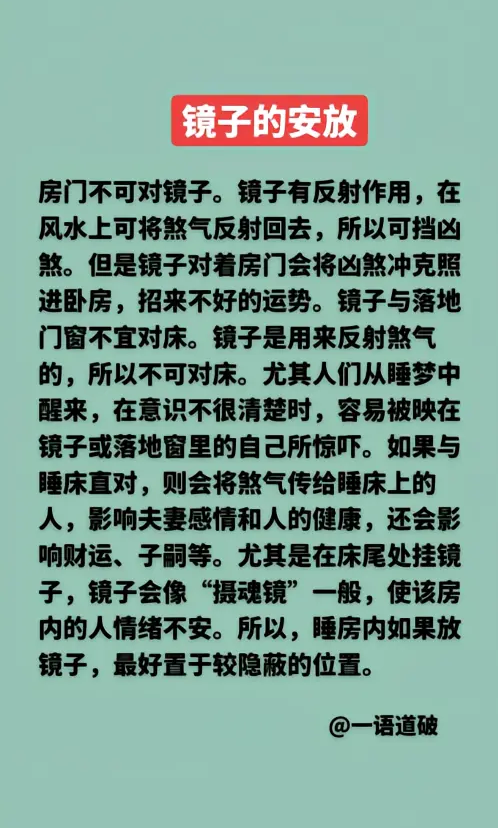 镜子的安放
房门不可对镜子。镜子有反射作用，在
风水上可将煞气反射回去，所以可挡凶
煞。但是镜子对着房门会将凶煞冲克照
进卧房，招来不好的运势。镜子与落地
门窗不宜对床。镜子是用来反射煞气
的，所以不可对床。尤其人们从睡梦中
醒来，在意识不很清楚时，容易被映在
镜子或落地窗里的自己所惊吓。如果与
睡床直对，则会将煞气传给睡床上的
人，影响夫妻感情和人的健康，还会影
响财运、子嗣等。尤其是在床尾处挂镜
子，镜子会像“摄魂镜”一般，使该房
内的人情绪不安。所以，睡房内如果放
镜子，最好置于较隐蔽的位置。
@一语道破